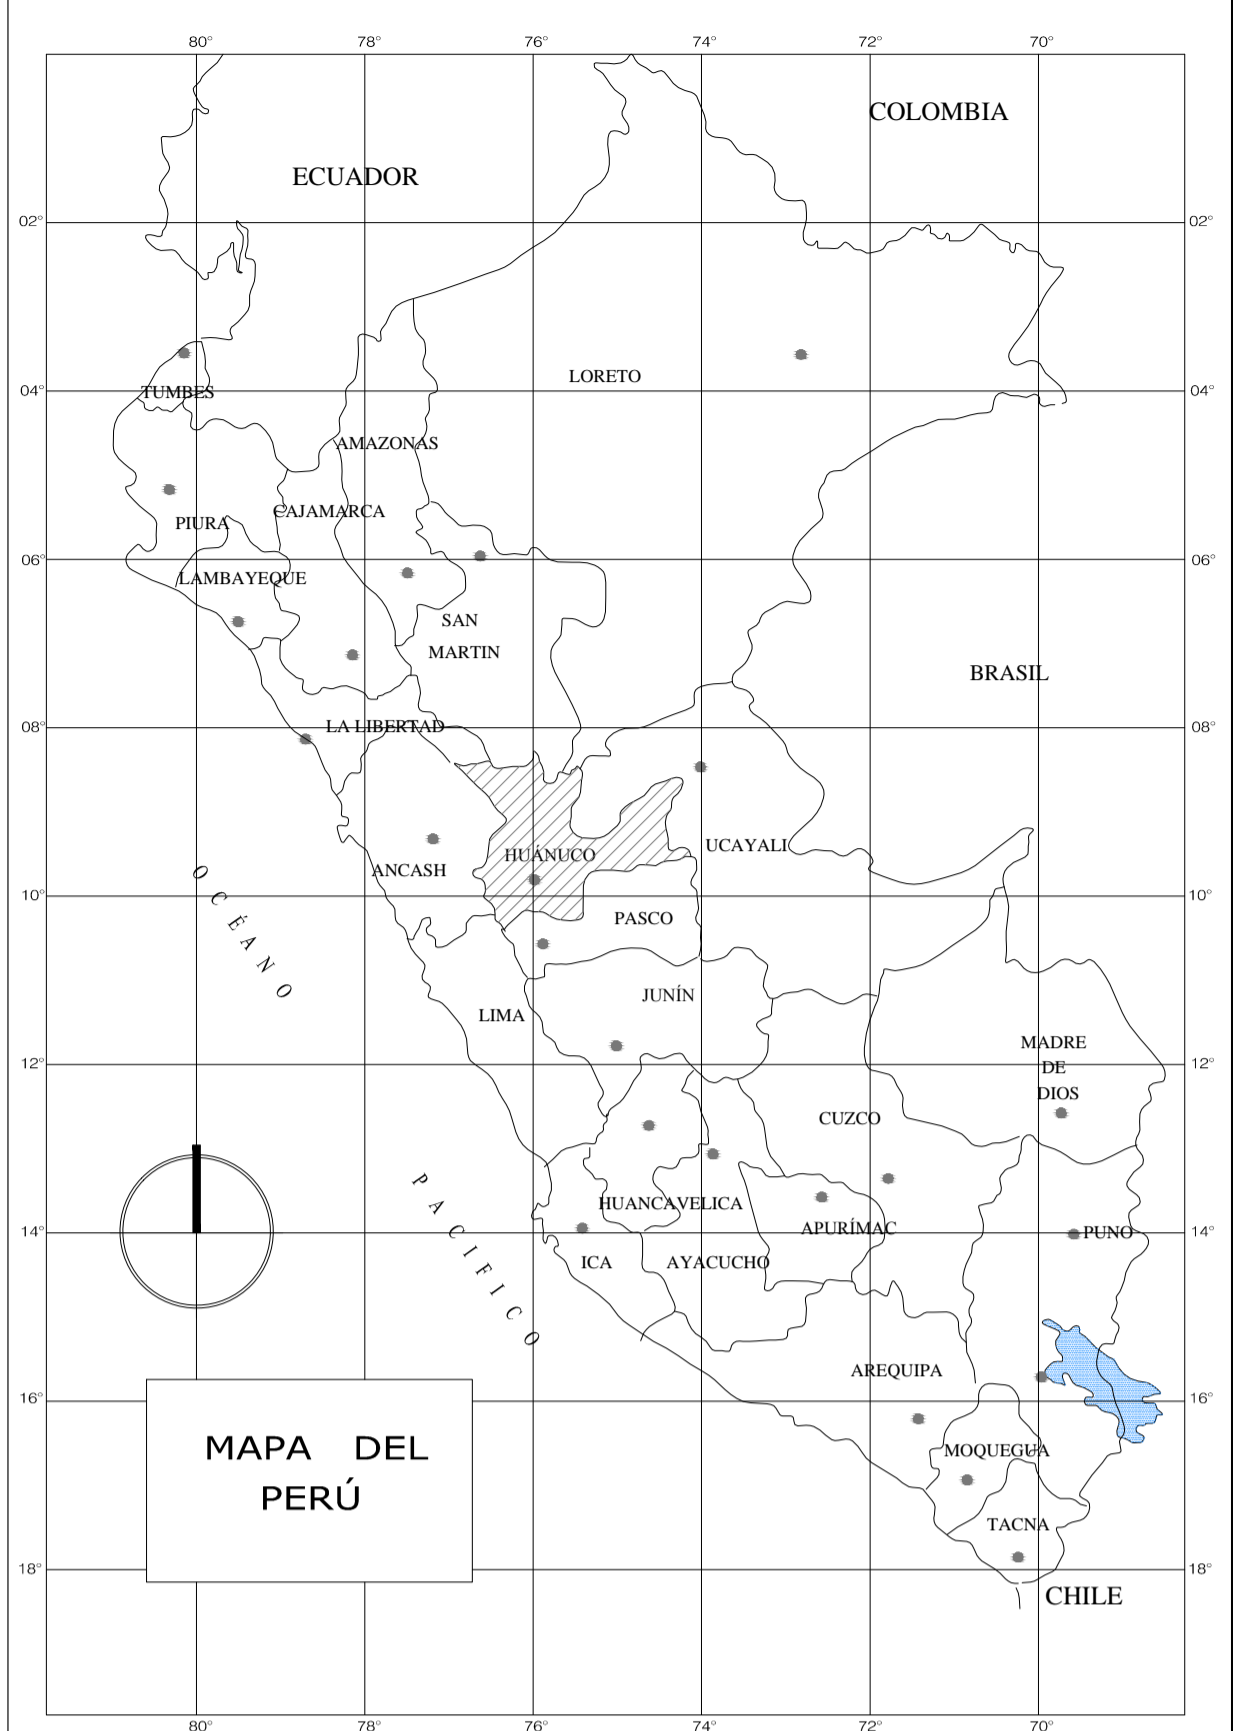 80° 78° 76° 74° 72° 70°
COLOMBIA
ECUADOR
02° 02°
LORETO
04° 04°
TUMBES
AMAZONAS
CAJAMARCA
PIURA
06° 06°
LAMBAYEQUE
SAN
MARTIN
BRASIL
LA LIBERTAD
08° 08°
UCAYALI
HUÁNUCO
ANCASH
10° 10°
PASCO
OCÉANO
JUNÍN
LIMA
MADRE
DE
DIOS
12° 12°
CUZCO
HUANCAVELICA
PACIFICO
APURÍMAC
PUNO
14° 14°
ICA
AYACUCHO
AREQUIPA
16° 16°
MAPA DEL
PERÚ
MOQUEGUA
TACNA
18° 18°
CHILE
80° 78° 76° 74° 72° 70°